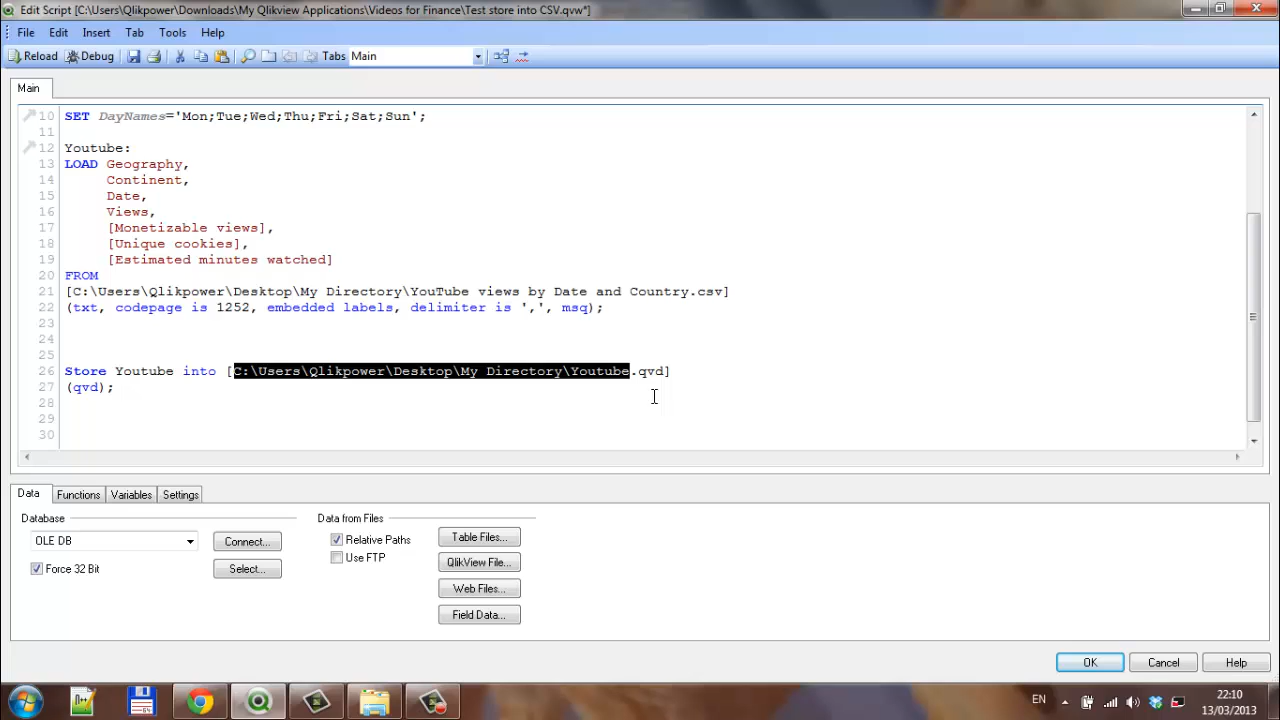 Edit Script [C:\Users\Qlikpower\Downloads\My Qlikview Applications\Videos for Finance\Test store into CSV.qvw*]
File Edit Insert Tab Tools Help
Reload Debug Tabs Main
Main
10 SET DayNames='Mon;Tue;Wed;Thu;Fri;Sat;Sun';
11
12 Youtube:
13 LOAD Geography,
14 Continent,
15 Date,
16 Views,
17 [Monetizable views],
18 [Unique cookies],
19 [Estimated minutes watched]
20 FROM
21 [C:\Users\Qlikpower\Desktop\My Directory\YouTube views by Date and Country.csv]
22 (txt, codepage is 1252, embedded labels, delimiter is ',', msq);
23
24
25
26 Store Youtube into [C:\Users\Qlikpower\Desktop\My Directory\Youtube.qvd]
27 (qvd);
28
29
30
Data Functions Variables Settings
Database
OLE DB
Connect...
Force 32 Bit
Select...
Data from Files
Relative Paths
Use FTP
Table Files...
QlikView File...
Web Files...
Field Data...
OK Cancel Help
EN
22:10
13/03/2013